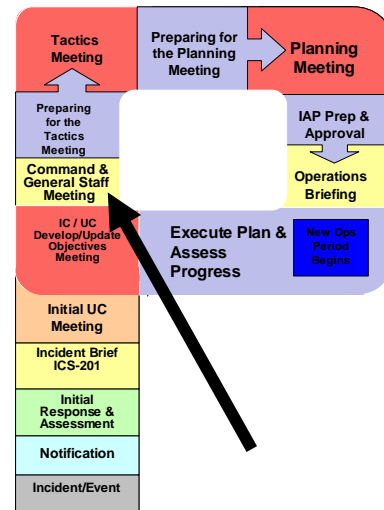 Tactics
Meeting
Preparing for
the Planning
Meeting
Planning
Meeting
Preparing
for the
Tactics
Meeting
IAP Prep &
Approval
Command &
General Staff
Meeting
Operations
Briefing
IC / UC
Develop/Update
Objectives
Meeting
Execute Plan &
Assess
Progress
New Ops
Period
Begins
Initial UC
Meeting
Incident Brief
ICS-201
Initial
Response &
Assessment
Notification
Incident/Event